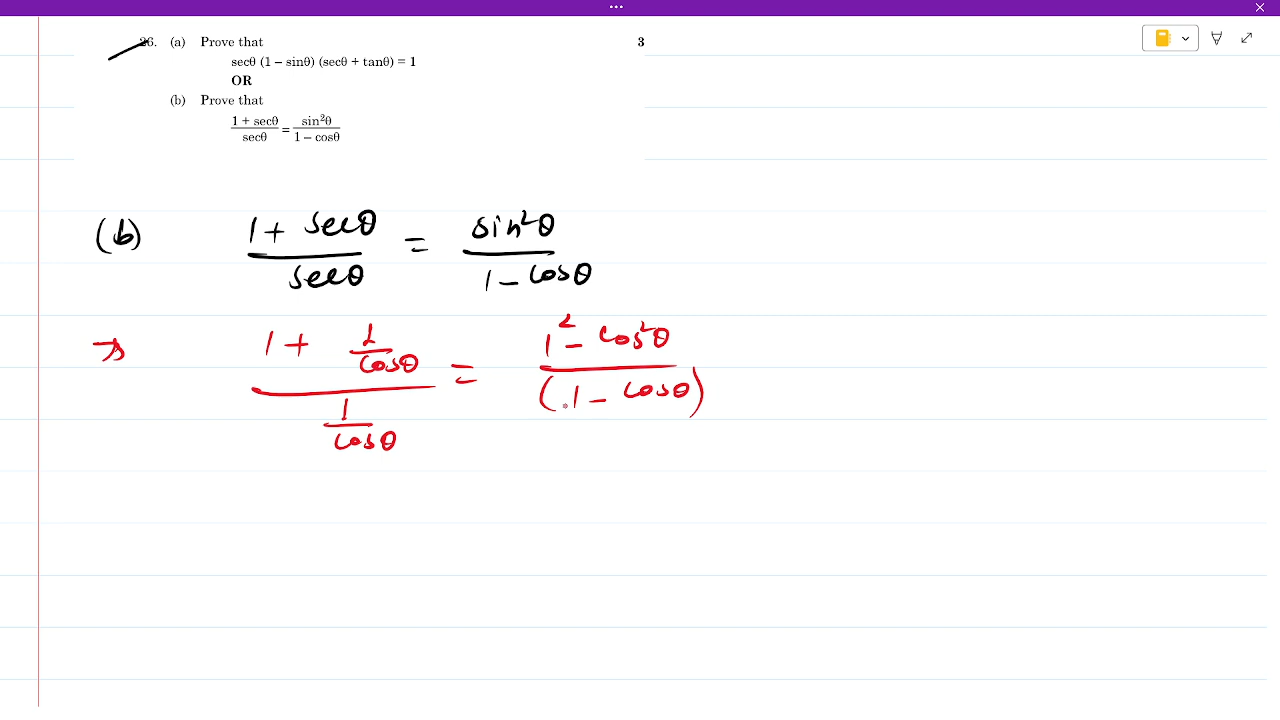 26. (a) Prove that 3
secθ (1 – sinθ) (secθ + tanθ) = 1
OR
(b) Prove that
1 + secθ / secθ = sin²θ / 1 – cosθ
(b) 1 + secθ / secθ = sin²θ / 1 – cosθ
⇒ 1 + 1/cosθ / 1/cosθ = 1² – cos²θ / (1 – cosθ)